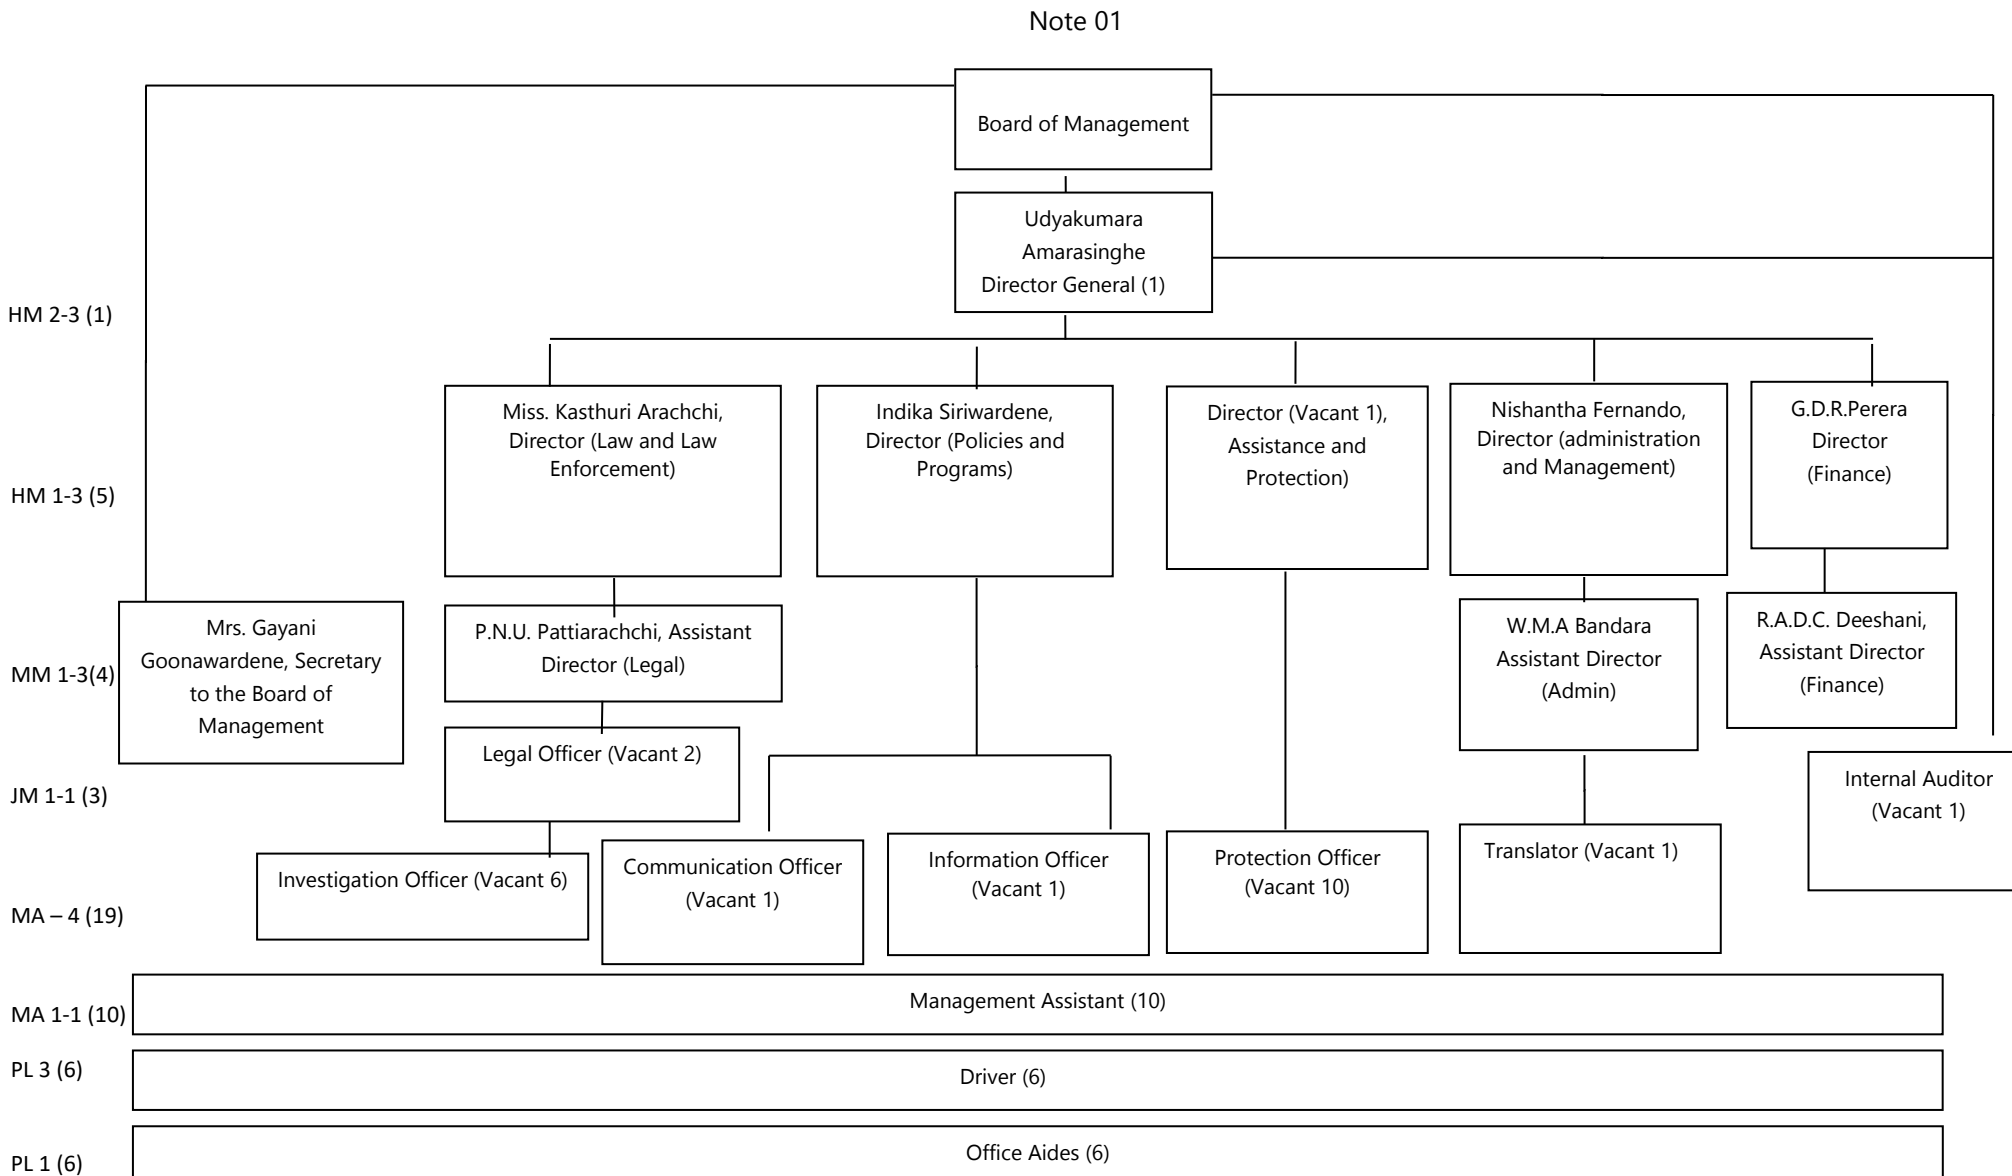 Note 01
Board of Management
Udyakumara
Amarasinghe
Director General (1)
HM 2-3 (1)
Miss. Kasthuri Arachchi,
Director (Law and Law
Enforcement)
Indika Siriwardene,
Director (Policies and
Programs)
Director (Vacant 1),
Assistance and
Protection)
Nishantha Fernando,
Director (administration
and Management)
G.D.R.Perera
Director
(Finance)
HM 1-3 (5)
Mrs. Gayani
Goonawardene, Secretary
to the Board of
Management
P.N.U. Pattiarachchi, Assistant
Director (Legal)
W.M.A Bandara
Assistant Director
(Admin)
R.A.D.C. Deeshani,
Assistant Director
(Finance)
MM 1-3(4)
Legal Officer (Vacant 2)
Internal Auditor
(Vacant 1)
JM 1-1 (3)
Investigation Officer (Vacant 6)
Communication Officer
(Vacant 1)
Information Officer
(Vacant 1)
Protection Officer
(Vacant 10)
Translator (Vacant 1)
MA – 4 (19)
Management Assistant (10)
MA 1-1 (10)
Driver (6)
PL 3 (6)
Office Aides (6)
PL 1 (6)